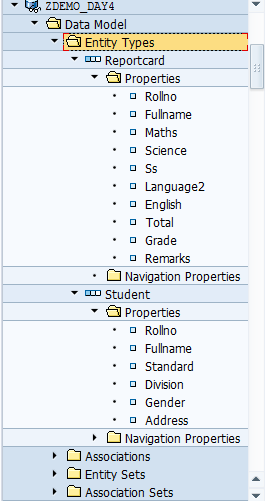 ZDEMO_DAY4
Data Model
Entity Types
Reportcard
Properties
Rollno
Fullname
Maths
Science
Ss
Language2
English
Total
Grade
Remarks
Navigation Properties
Student
Properties
Rollno
Fullname
Standard
Division
Gender
Address
Navigation Properties
Associations
Entity Sets
Association Sets